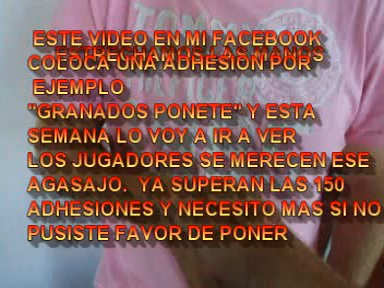 ESTE VIDEO EN MI FACEBOOK
ESTRECHAMOS LAS MANOS
COLOCA UNA ADHESION POR
EJEMPLO
"GRANADOS PONETE" Y ESTA
SEMANA LO VOY A IR A VER
LOS JUGADORES SE MERECEN ESE
AGASAJO. YA SUPERAN LAS 150
ADHESIONES Y NECESITO MAS SI NO
PUSISTE FAVOR DE PONER